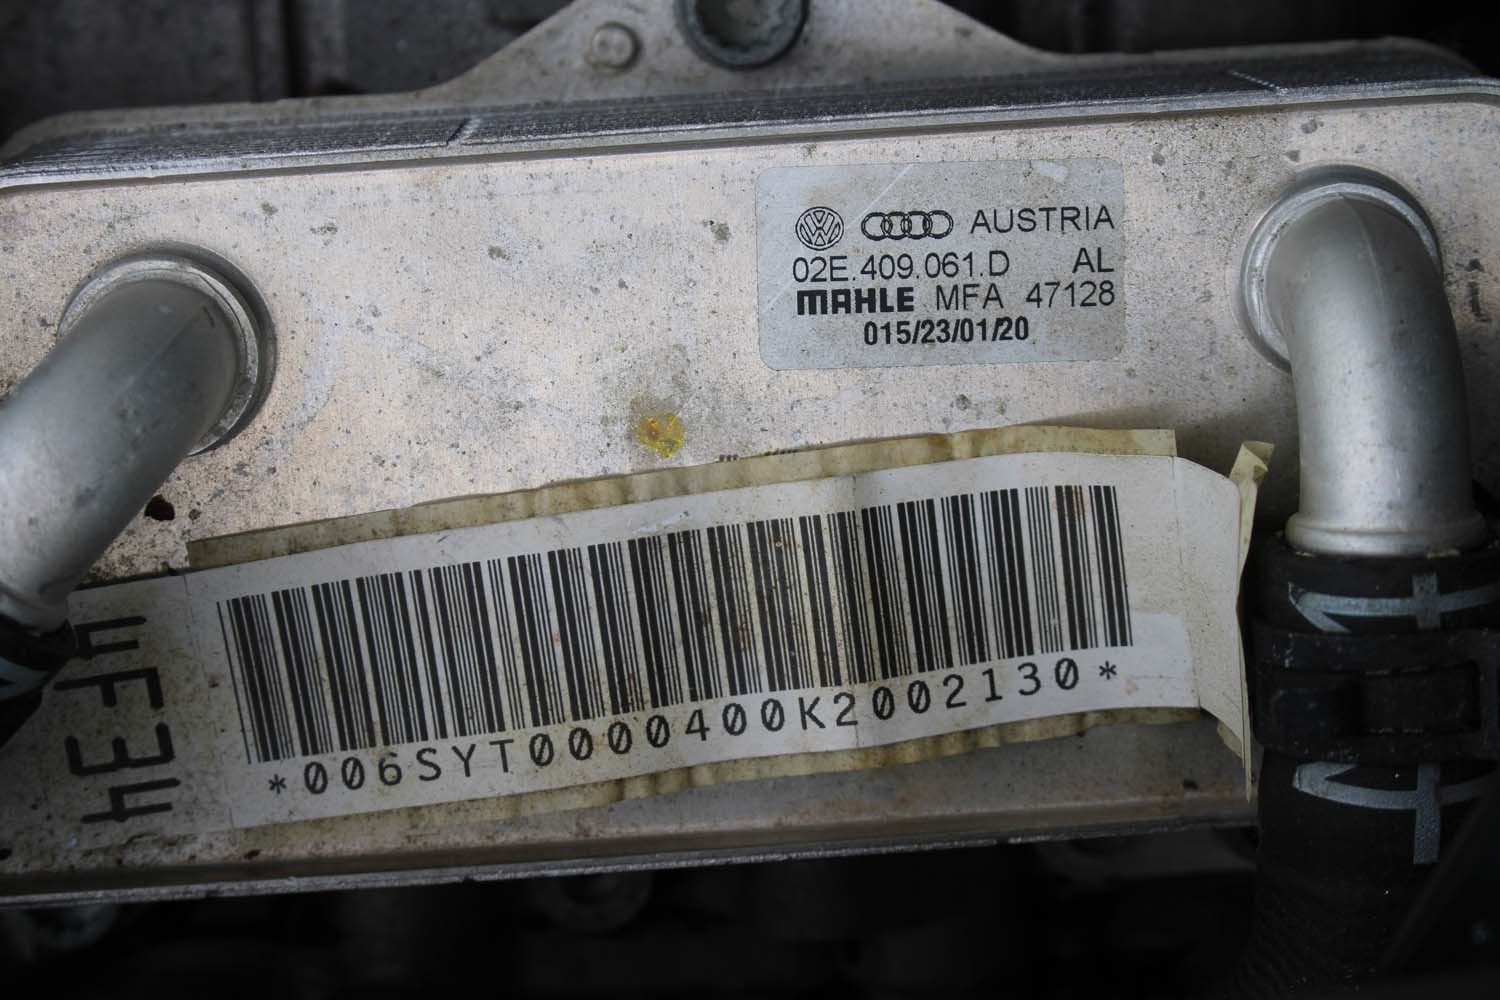 AUSTRIA
02E.409.061.D AL
MAHLE MFA 47128
015/23/01/20
*006SYT0000400K2002130*
4F34